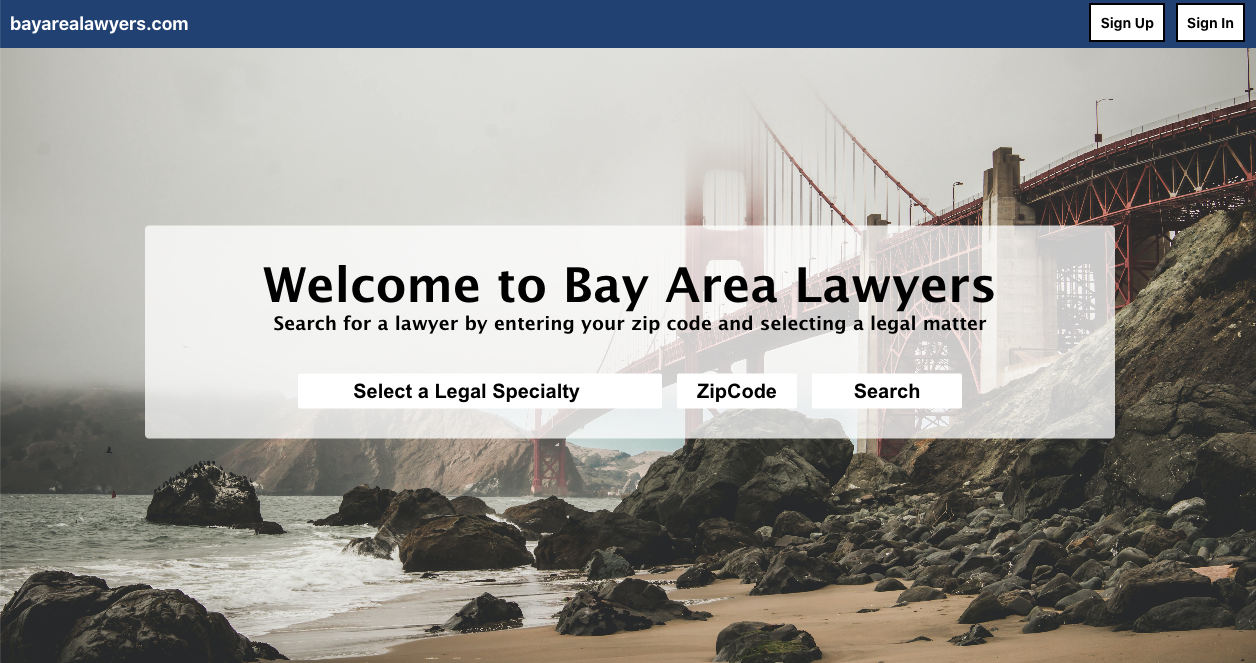 bayarealawyers.com
Sign Up
Sign In
Welcome to Bay Area Lawyers
Search for a lawyer by entering your zip code and selecting a legal matter
Select a Legal Specialty
ZipCode
Search